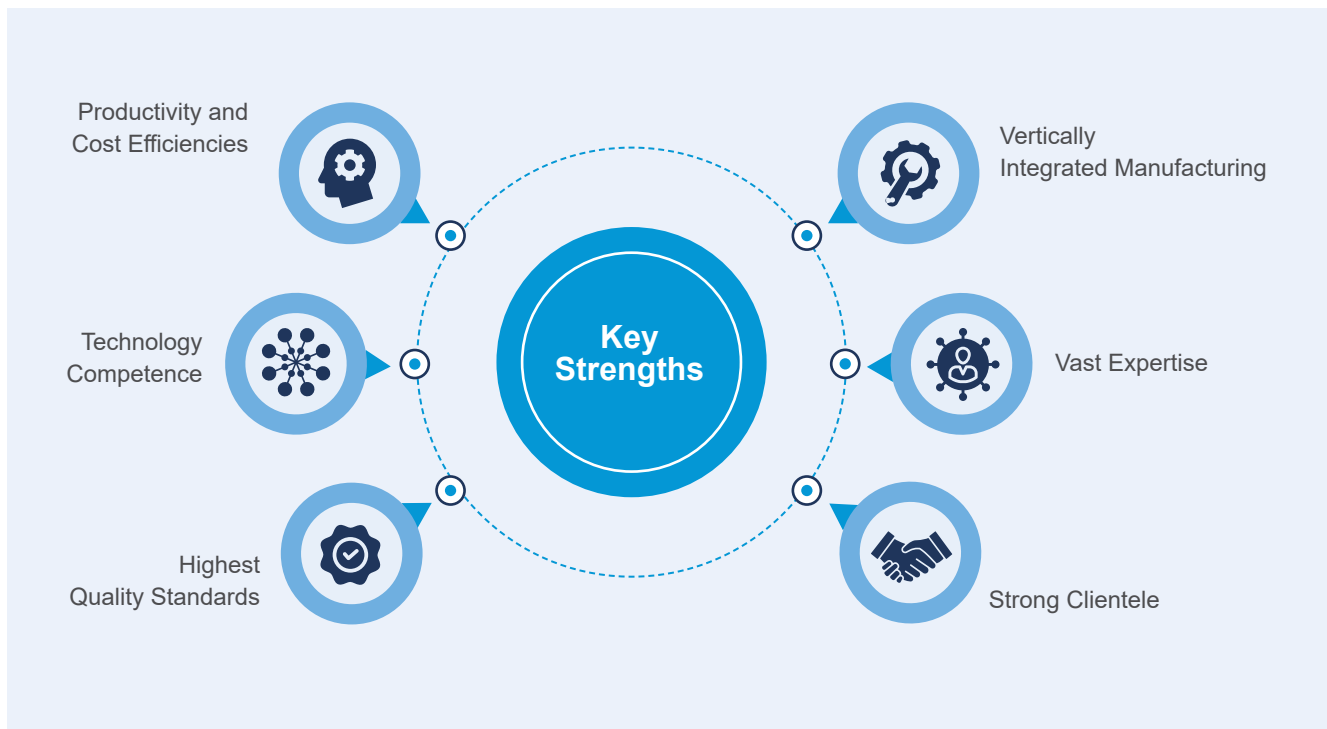 Productivity and
Cost Efficiencies
Vertically
Integrated Manufacturing
Key
Strengths
Technology
Competence
Vast Expertise
Highest
Quality Standards
Strong Clientele